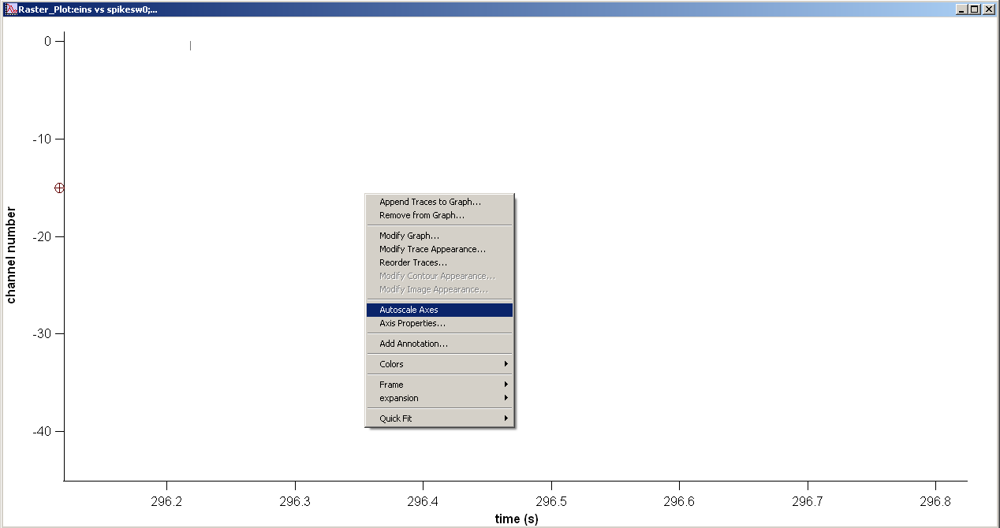 Raster_Plot:eins vs spikesw0;...
0
-10
-20
-30
-40
channel number
Append Traces to Graph...
Remove from Graph...
Modify Graph...
Modify Trace Appearance...
Reorder Traces...
Modify Contour Appearance...
Modify Image Appearance...
Autoscale Axes
Axis Properties...
Add Annotation...
Colors
Frame
expansion
Quick Fit
296.2 296.3 296.4 296.5 296.6 296.7 296.8
time (s)